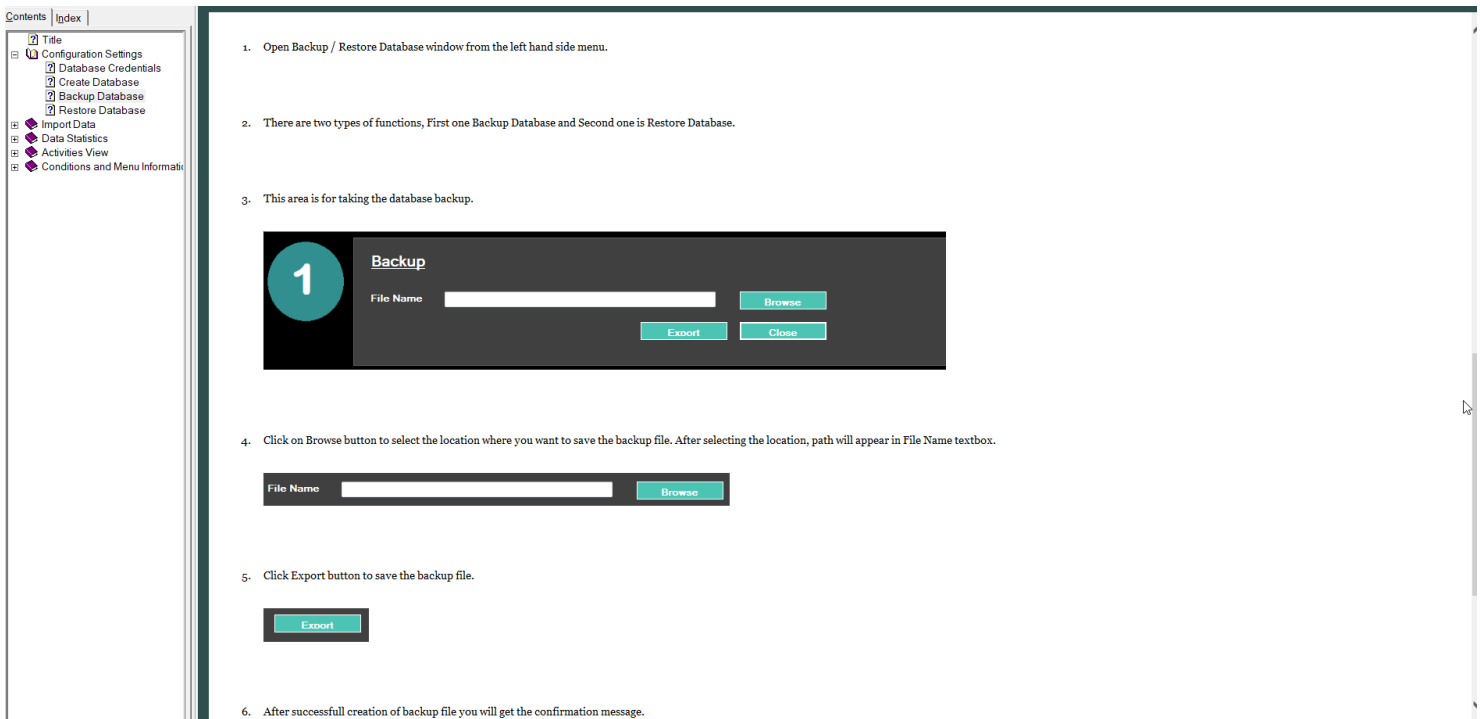 Contents
Index
Title
Configuration Settings
Database Credentials
Create Database
Backup Database
Restore Database
Import Data
Data Statistics
Activities View
Conditions and Menu Informati
1. Open Backup / Restore Database window from the left hand side menu.
2. There are two types of functions, First one Backup Database and Second one is Restore Database.
3. This area is for taking the database backup.
1
Backup
File Name
Browse
Export
Close
4. Click on Browse button to select the location where you want to save the backup file. After selecting the location, path will appear in File Name textbox.
File Name
Browse
5. Click Export button to save the backup file.
Export
6. After successfull creation of backup file you will get the confirmation message.